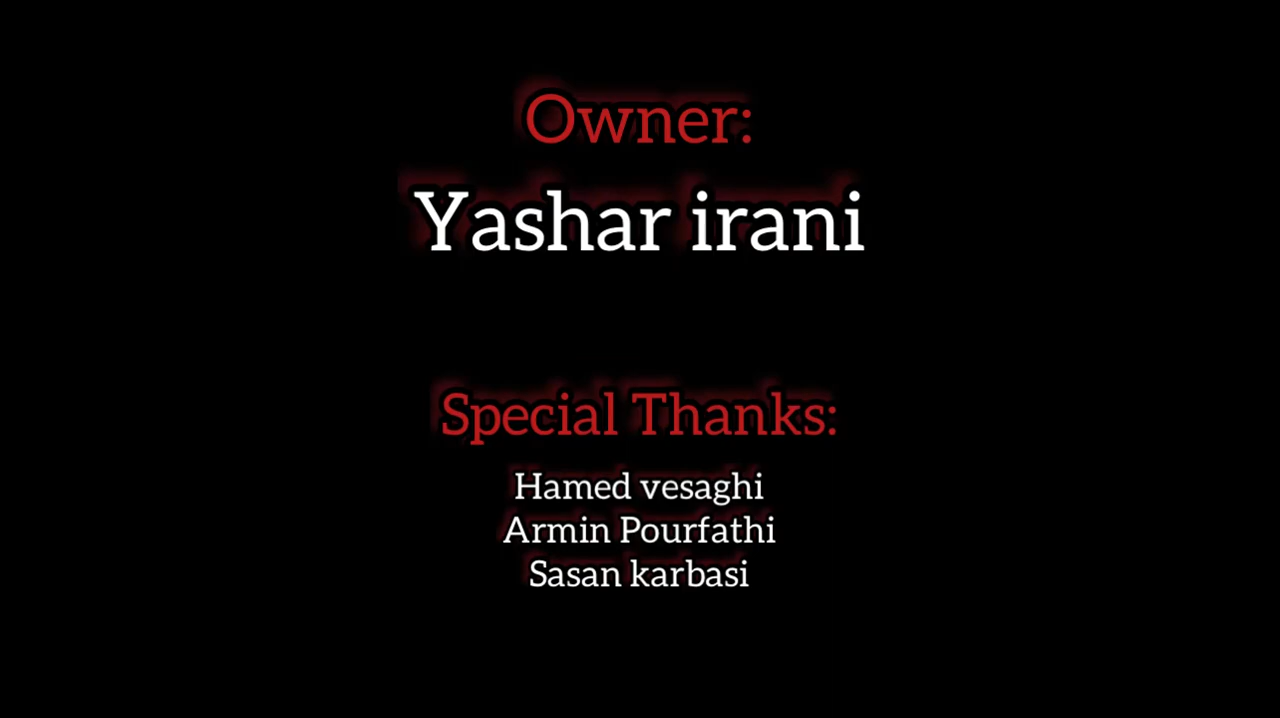 Owner:
Yashar irani
Special Thanks:
Hamed vesaghi
Armin Pourfathi
Sasan karbasi